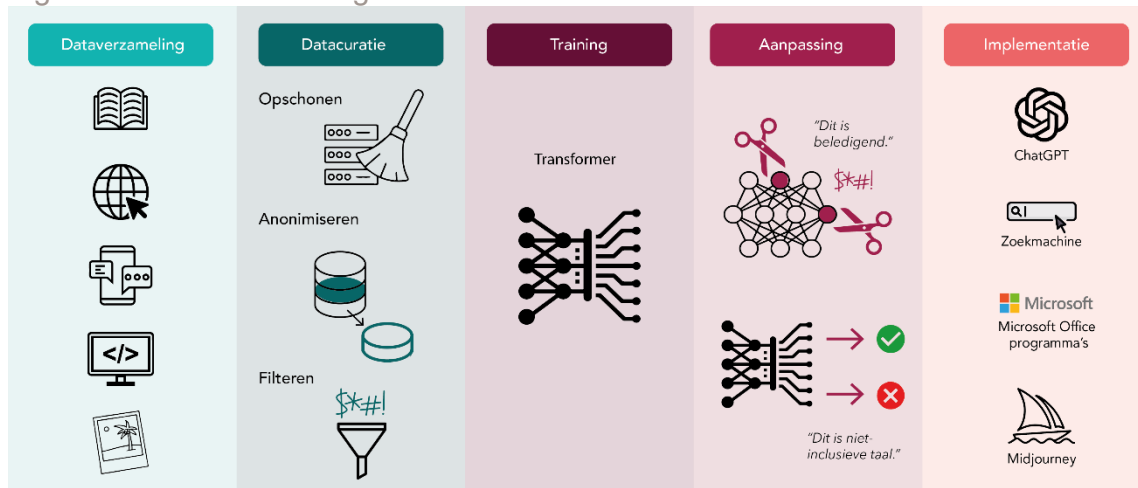 Dataverzameling
Datacuratie
Training
Aanpassing
Implementatie
Opschonen
Anonimiseren
Filteren
$*#!
Transformer
"Dit is
beledigend."
$*#!
"Dit is niet-
inclusieve taal."
</>
ChatGPT
Zoekmachine
Microsoft
Microsoft Office
programma's
Midjourney